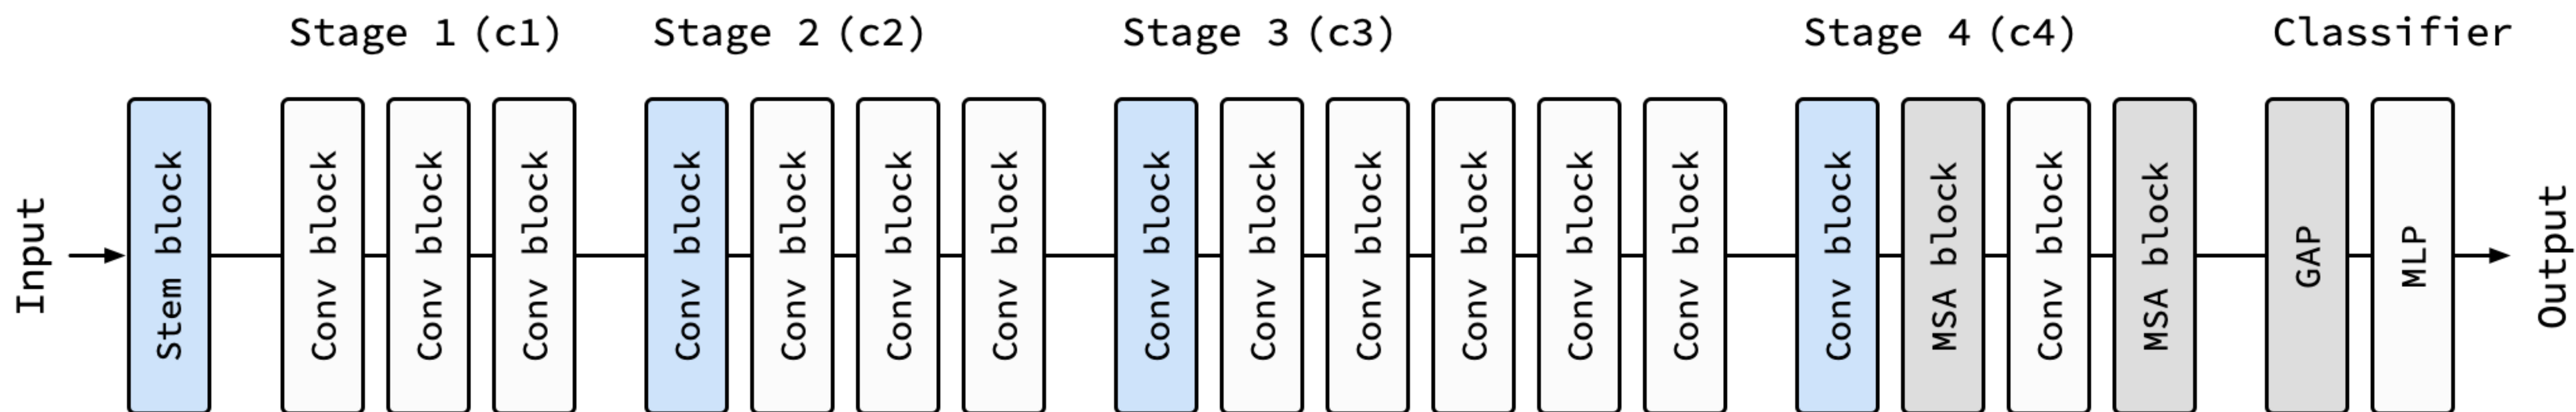 Stage 1 (c1)
Stage 2 (c2)
Stage 3 (c3)
Stage 4 (c4)
Classifier
Input
Stem block
Conv block
Conv block
Conv block
Conv block
Conv block
Conv block
Conv block
Conv block
Conv block
Conv block
Conv block
Conv block
Conv block
Conv block
MSA block
Conv block
MSA block
GAP
MLP
Output